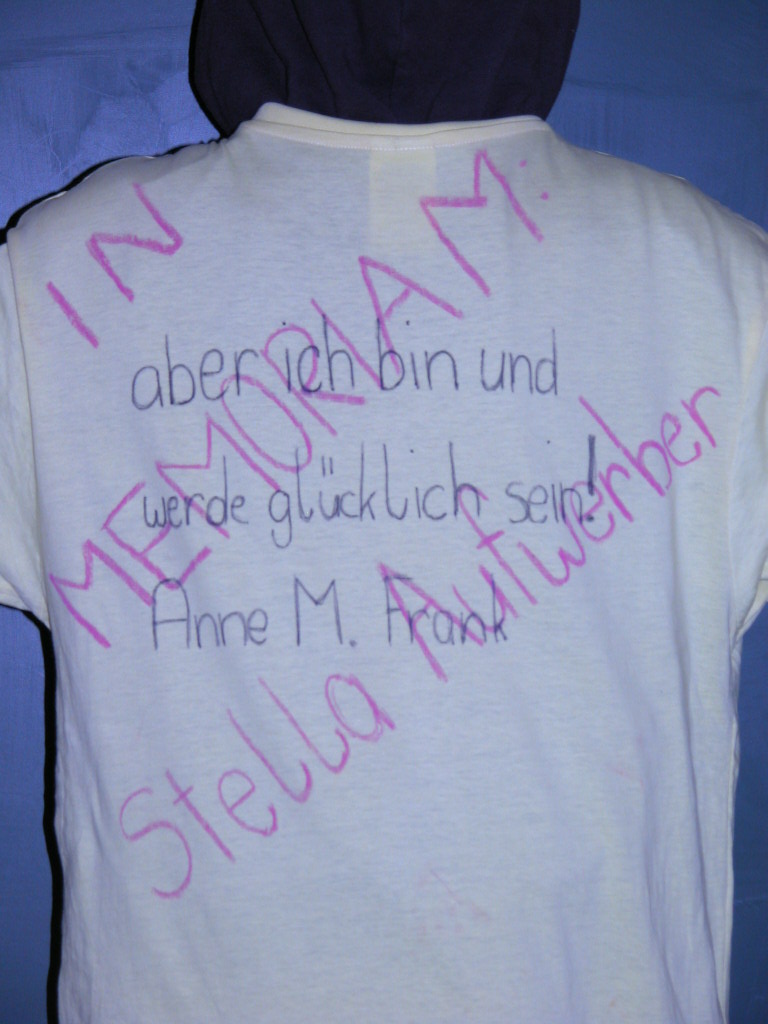 IN
MEMORIAM:
Stella Aufwerber
aber ich bin und
werde glücklich sein!
Anne M. Frank